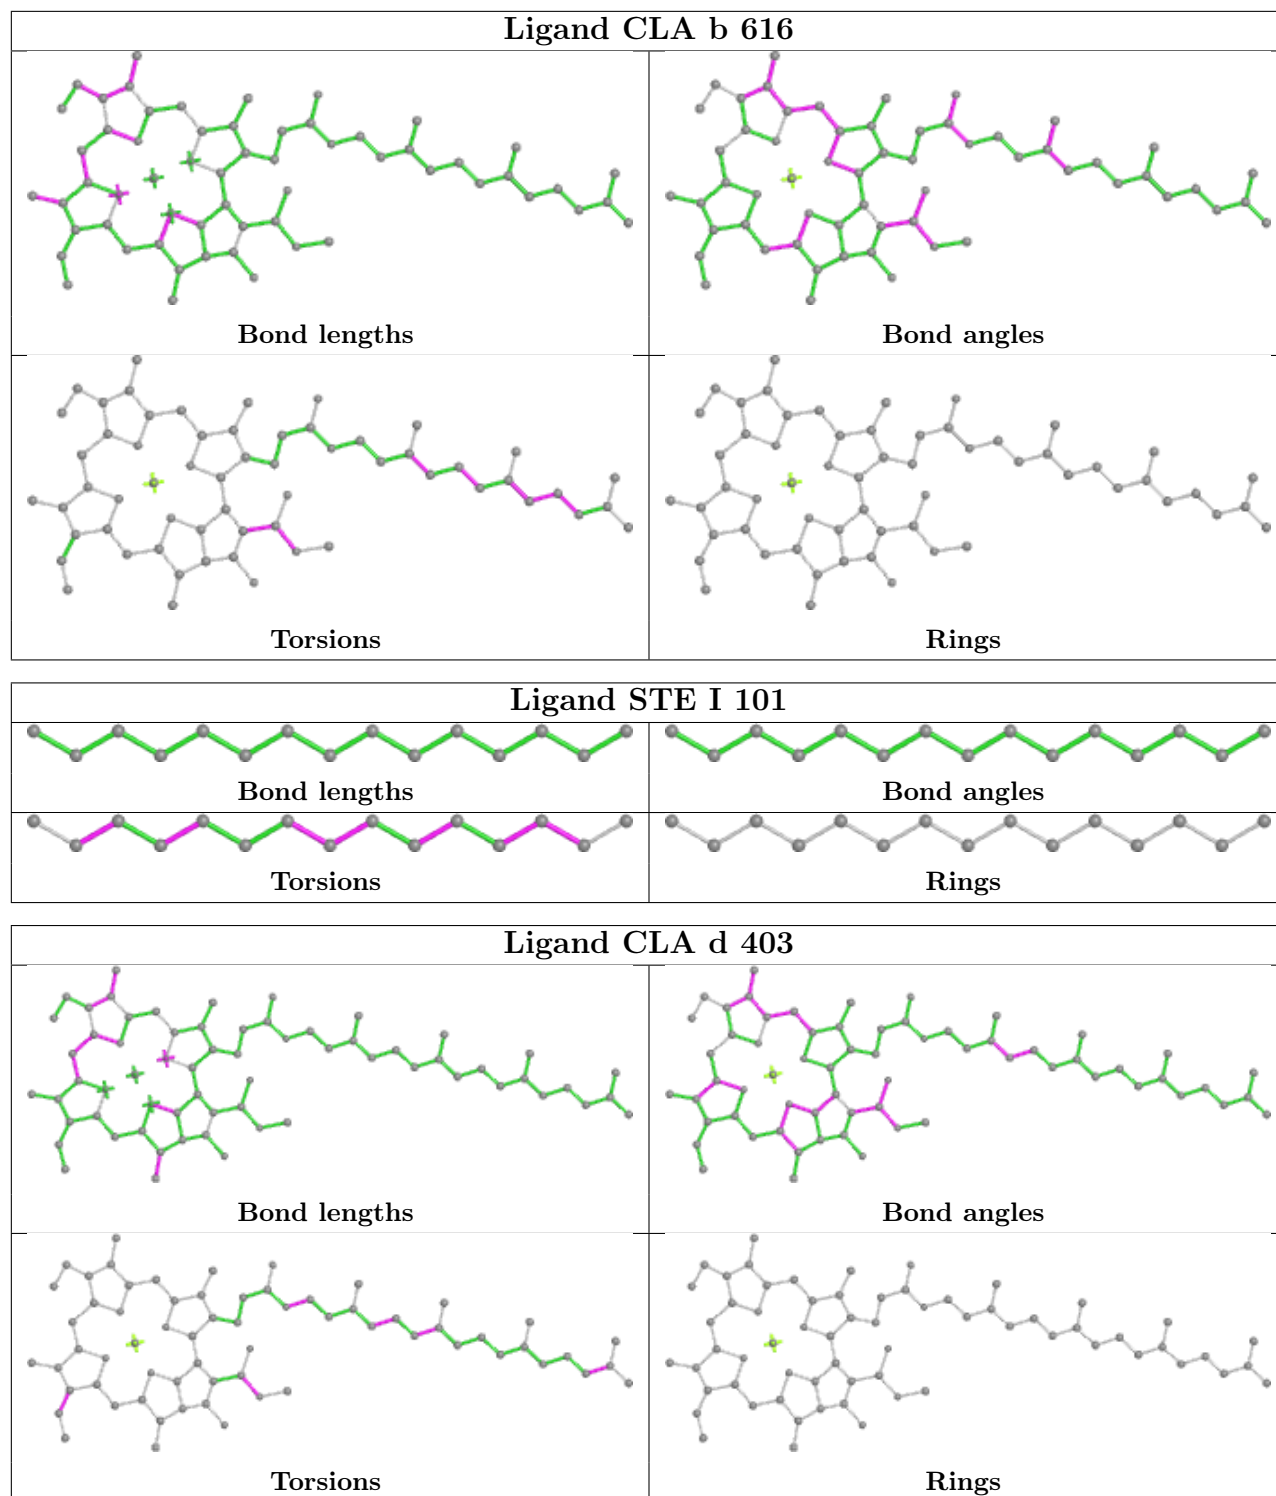 Ligand CLA b 616
Bond lengths
Bond angles
Torsions
Rings
Ligand STE I 101
Bond lengths
Bond angles
Torsions
Rings
Ligand CLA d 403
Bond lengths
Bond angles
Torsions
Rings